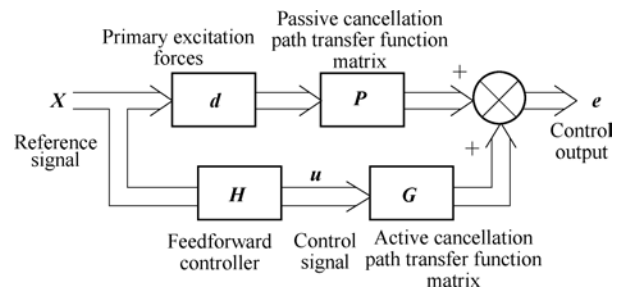 Primary excitation
forces
Passive cancellation
path transfer function
matrix
X
d
P
+
e
Reference
signal
+
Control
output
H
u
G
Feedforward
controller
Control
signal
Active cancellation
path transfer function
matrix